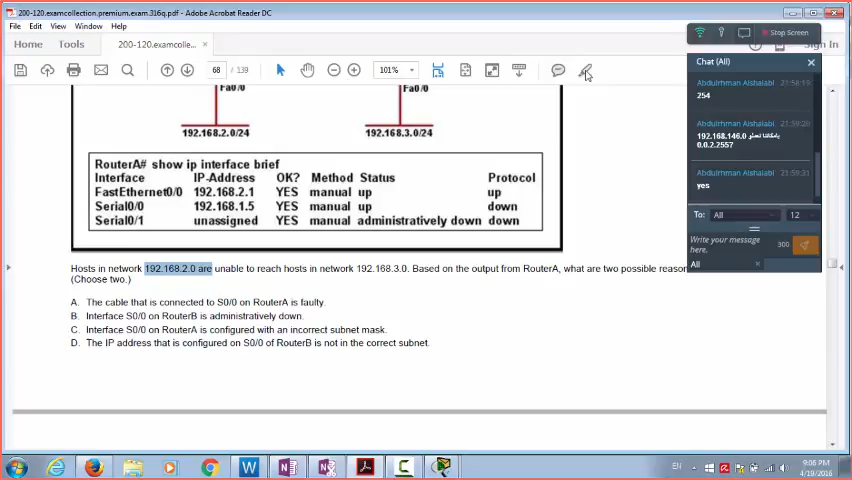 200-120.examcollection.premium.exam.316q.pdf - Adobe Acrobat Reader DC
File Edit View Window Help
Home Tools 200-120.examcolle... × Sign In
68 / 139 101%
Fa0/0 Fa0/0
192.168.2.0/24 192.168.3.0/24
RouterA# show ip interface brief
Interface IP-Address OK? Method Status Protocol
FastEthernet0/0 192.168.2.1 YES manual up up
Serial0/0 192.168.1.5 YES manual up down
Serial0/1 unassigned YES manual administratively down down
Hosts in network 192.168.2.0 are unable to reach hosts in network 192.168.3.0. Based on the output from RouterA, what are two possible reason
(Choose two.)
A. The cable that is connected to S0/0 on RouterA is faulty.
B. Interface S0/0 on RouterB is administratively down.
C. Interface S0/0 on RouterA is configured with an incorrect subnet mask.
D. The IP address that is configured on S0/0 of RouterB is not in the correct subnet.
Stop Screen
Chat (All)
Abdulrhman Alshalabi 21:58:19
254
Abdulrhman Alshalabi 21:59:26
192.168.146.0
0.0.2.255?
Abdulrhman Alshalabi 21:59:31
yes
To: All 12
Write your message here. 300
All
EN 9:06 PM
4/19/2016